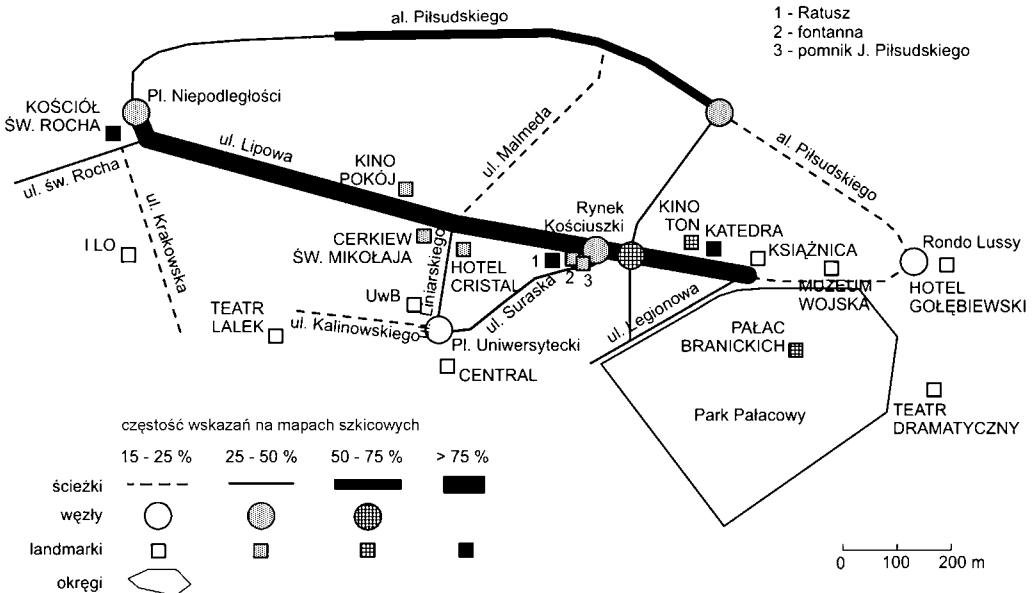 al. Piłsudskiego
1 - Ratusz
2 - fontanna
3 - pomnik J. Piłsudskiego
KOŚCIÓŁ
ŚW. ROCHA
Pl. Niepodległości
ul. Lipowa
ul. Malmeda
ul. św. Rocha
ul. Krakowska
KINO
POKÓJ
al. Piłsudskiego
Rynek
Kościuszki
KINO
TON
KATEDRA
I LO
CERKIEW
ŚW. MIKOŁAJA
Liniarskiego
HOTEL
CRISTAL
1
2
3
KSIĄŻNICA
Rondo Lussy
MUZEUM
WOJSKA
HOTEL
GOŁĘBIEWSKI
UwB
ul. Suraska
ul. Legionowa
TEATR
LALEK
ul. Kalinowskiego
Pl. Uniwersytecki
PAŁAC
BRANICKICH
CENTRAL
Park Pałacowy
TEATR
DRAMATYCZNY
częstość wskazań na mapach szkicowych
15 - 25 % 25 - 50 % 50 - 75 % > 75 %
ścieżki
węzły
landmarki
okręgi
0 100 200 m